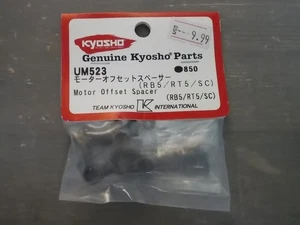 KYOSHO
9.99
Genuine Kyosho Parts
UM523
●850
モーターオフセットスペーサー
(RB5/RT5/SC)
Motor Offset Spacer
(RB5/RT5/SC)
TEAM KYOSHO K INTERNATIONAL